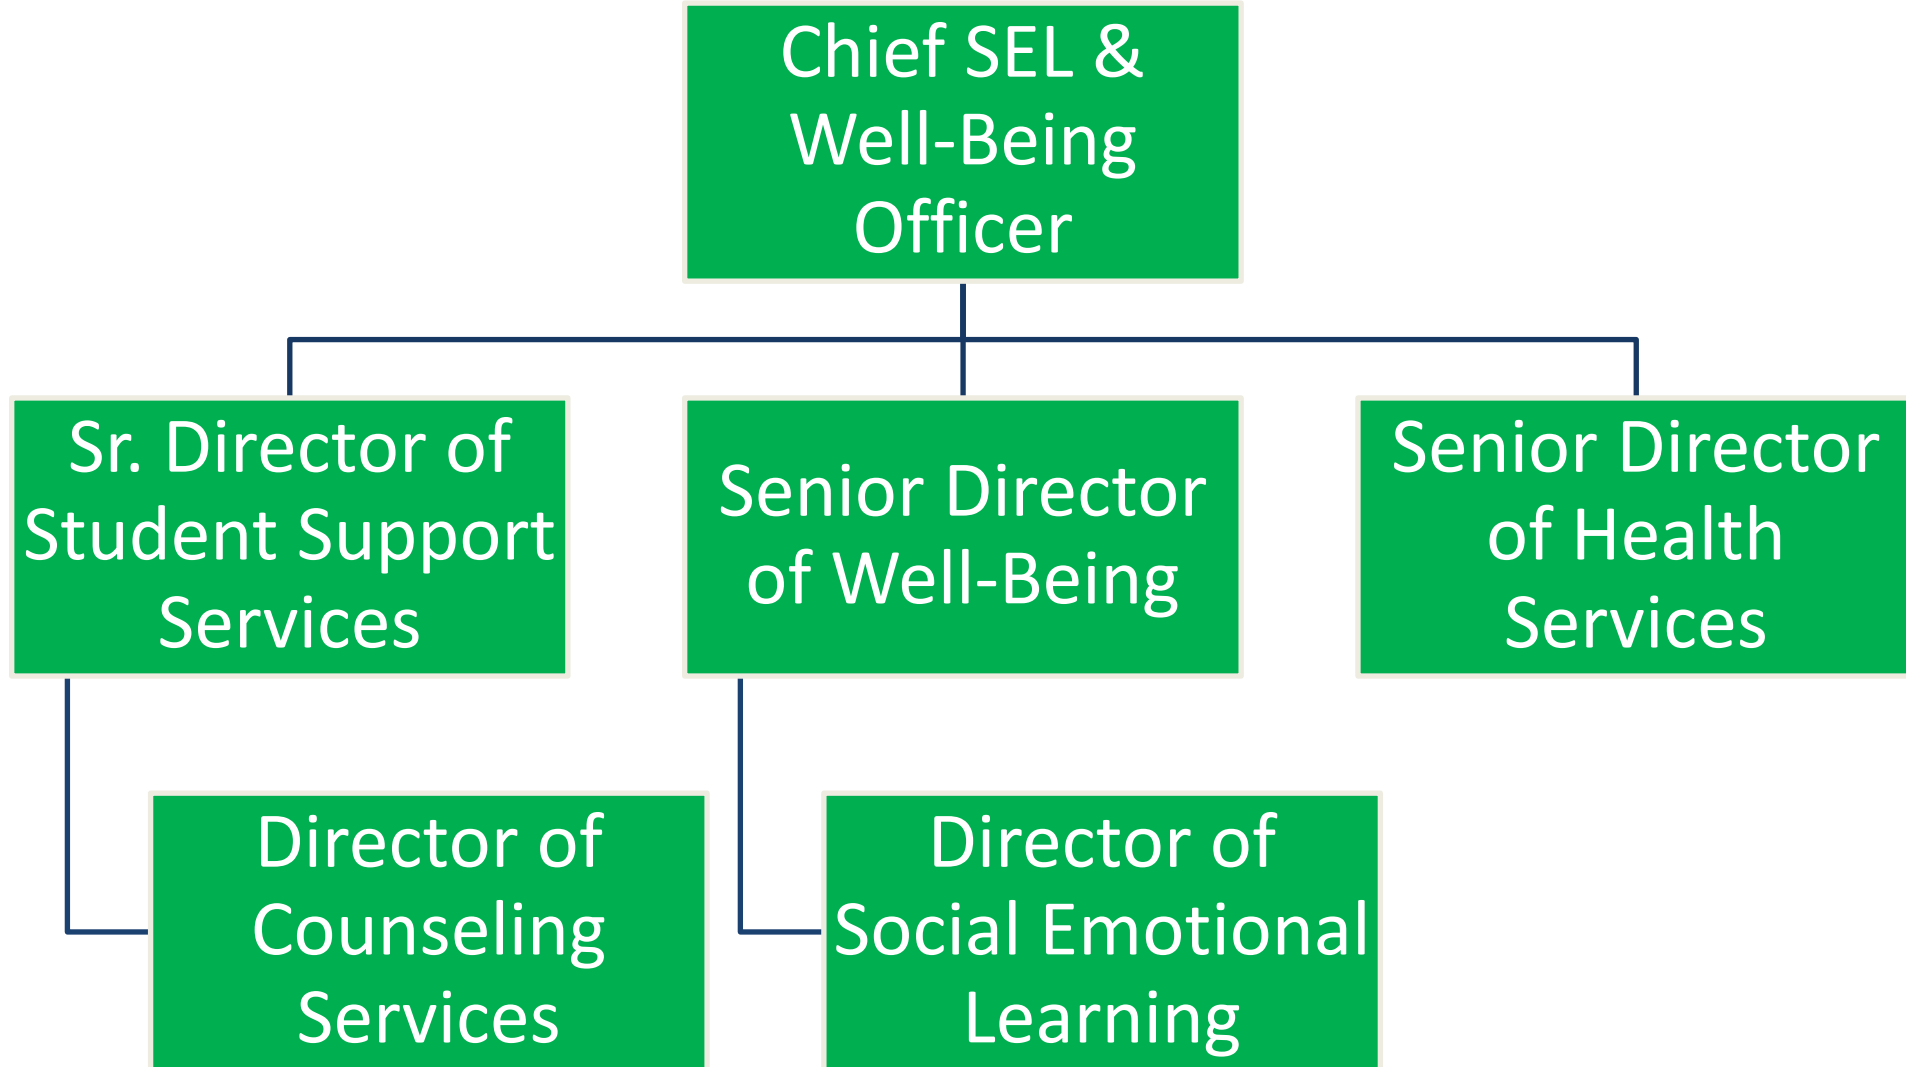 Chief SEL &
Well-Being
Officer
Sr. Director of
Student Support
Services
Senior Director
of Well-Being
Senior Director
of Health
Services
Director of
Counseling
Services
Director of
Social Emotional
Learning